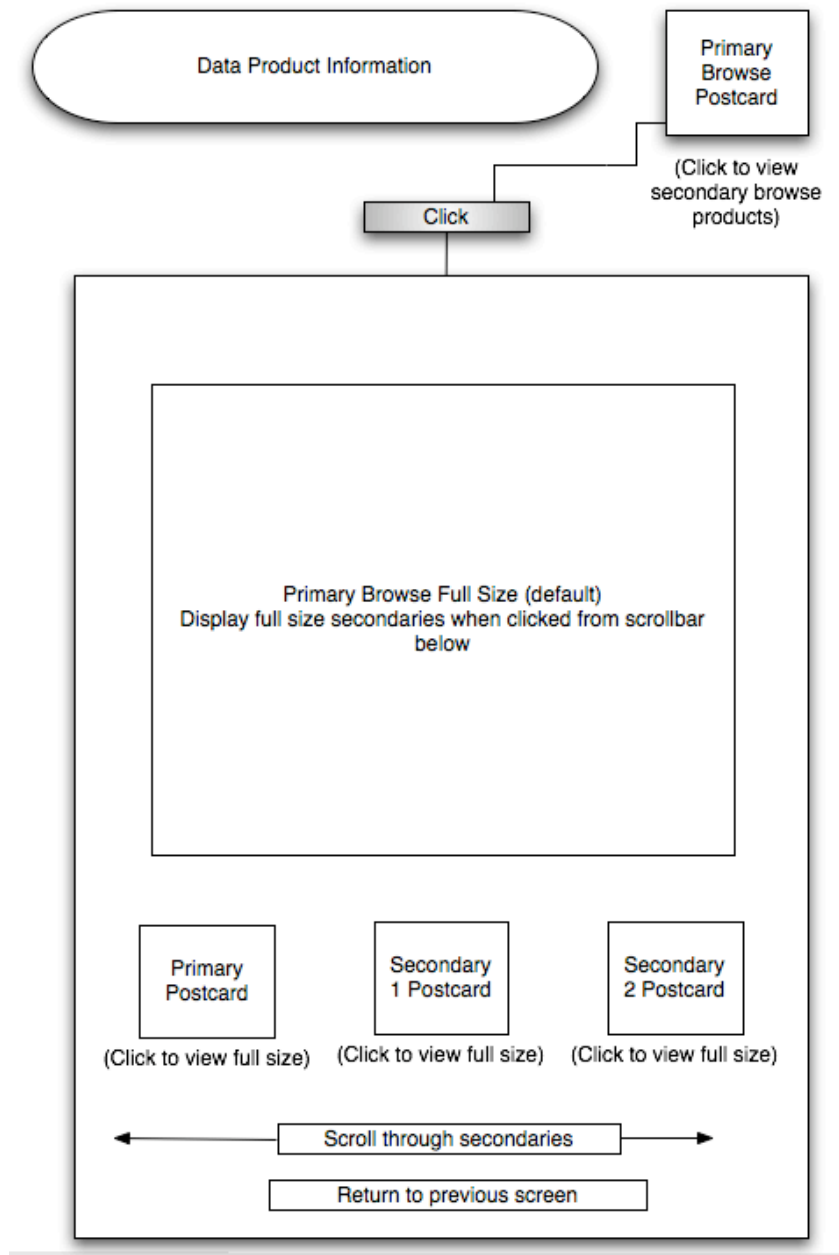 Data Product Information
Primary
Browse
Postcard
(Click to view
secondary browse
products)
Click
Primary Browse Full Size (default)
Display full size secondaries when clicked from scrollbar
below
Primary
Postcard
(Click to view full size)
Secondary
1 Postcard
(Click to view full size)
Secondary
2 Postcard
(Click to view full size)
Scroll through secondaries
Return to previous screen